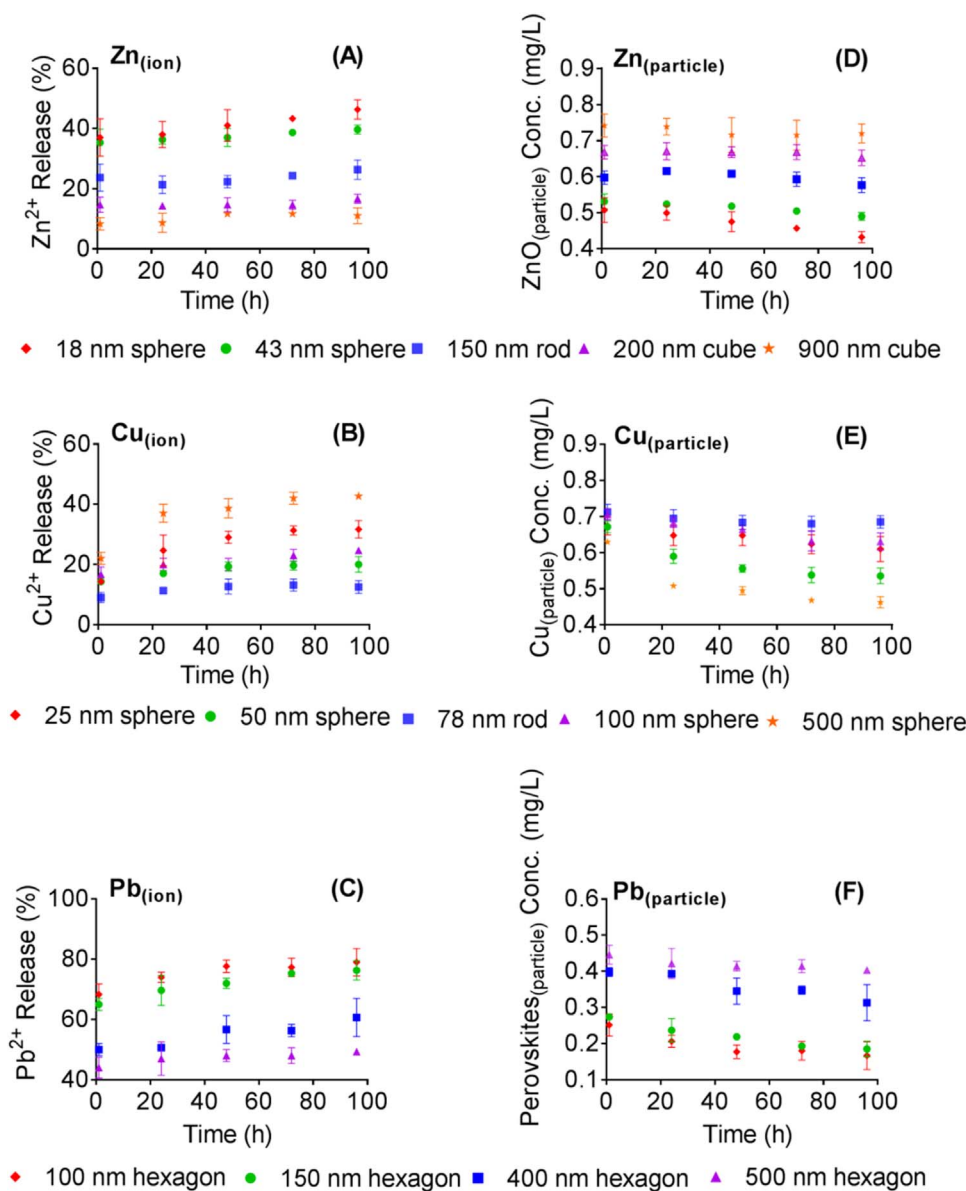 Zn(ion) (A)
Zn2+ Release (%)
60
40
20
0
0 20 40 60 80 100
Time (h)
Zn(particle) (D)
ZnO(particle) Conc. (mg/L)
0.9
0.8
0.7
0.6
0.5
0.4
0 20 40 60 80 100
Time (h)
18 nm sphere 43 nm sphere 150 nm rod 200 nm cube 900 nm cube
Cu(ion) (B)
Cu2+ Release (%)
60
40
20
0
0 20 40 60 80 100
Time (h)
Cu(particle) (E)
Cu(particle) Conc. (mg/L)
0.9
0.8
0.7
0.6
0.5
0.4
0 20 40 60 80 100
Time (h)
25 nm sphere 50 nm sphere 78 nm rod 100 nm sphere 500 nm sphere
Pb(ion) (C)
Pb2+ Release (%)
100
80
60
40
0 20 40 60 80 100
Time (h)
Pb(particle) (F)
Perovskites(particle) Conc. (mg/L)
0.6
0.5
0.4
0.3
0.2
0.1
0 20 40 60 80 100
Time (h)
100 nm hexagon 150 nm hexagon 400 nm hexagon 500 nm hexagon